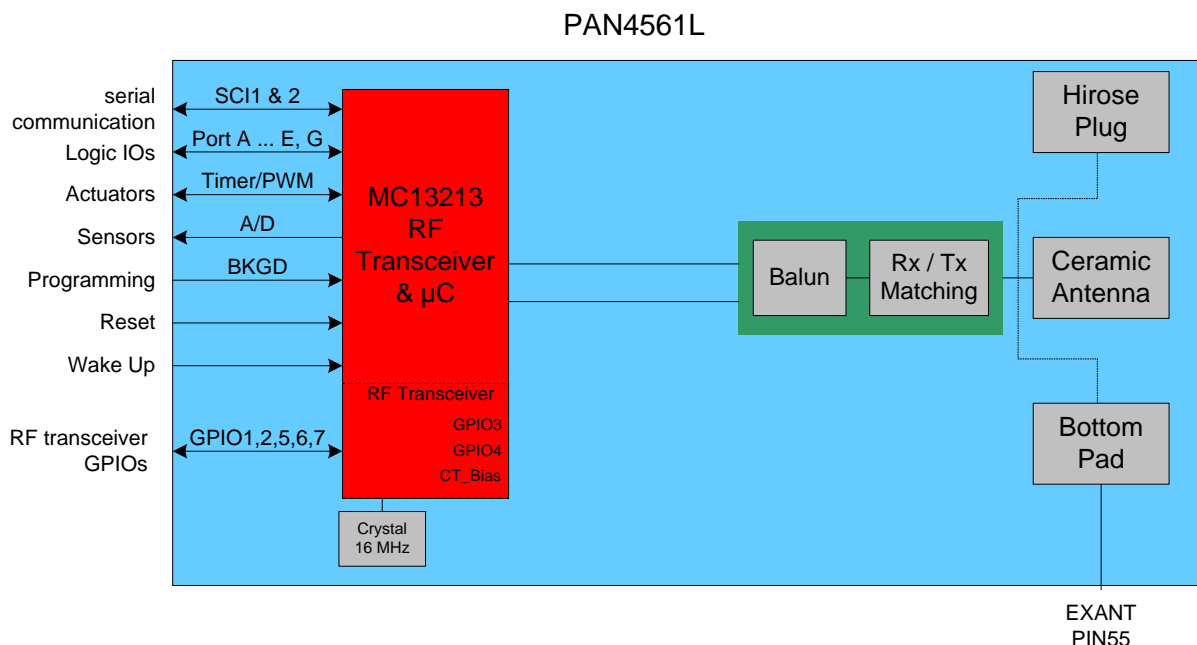 PAN4561L
serial
communication
SCI1 & 2
Logic IOs
Port A ... E, G
Actuators
Timer/PWM
Sensors
A/D
Programming
BKGD
Reset
Wake Up
RF transceiver
GPIOs
GPIO1,2,5,6,7
MC13213
RF
Transceiver
& µC
RF Transceiver
GPIO3
GPIO4
CT_Bias
Crystal
16 MHz
Balun
Rx / Tx
Matching
Hirose
Plug
Ceramic
Antenna
Bottom
Pad
EXANT
PIN55